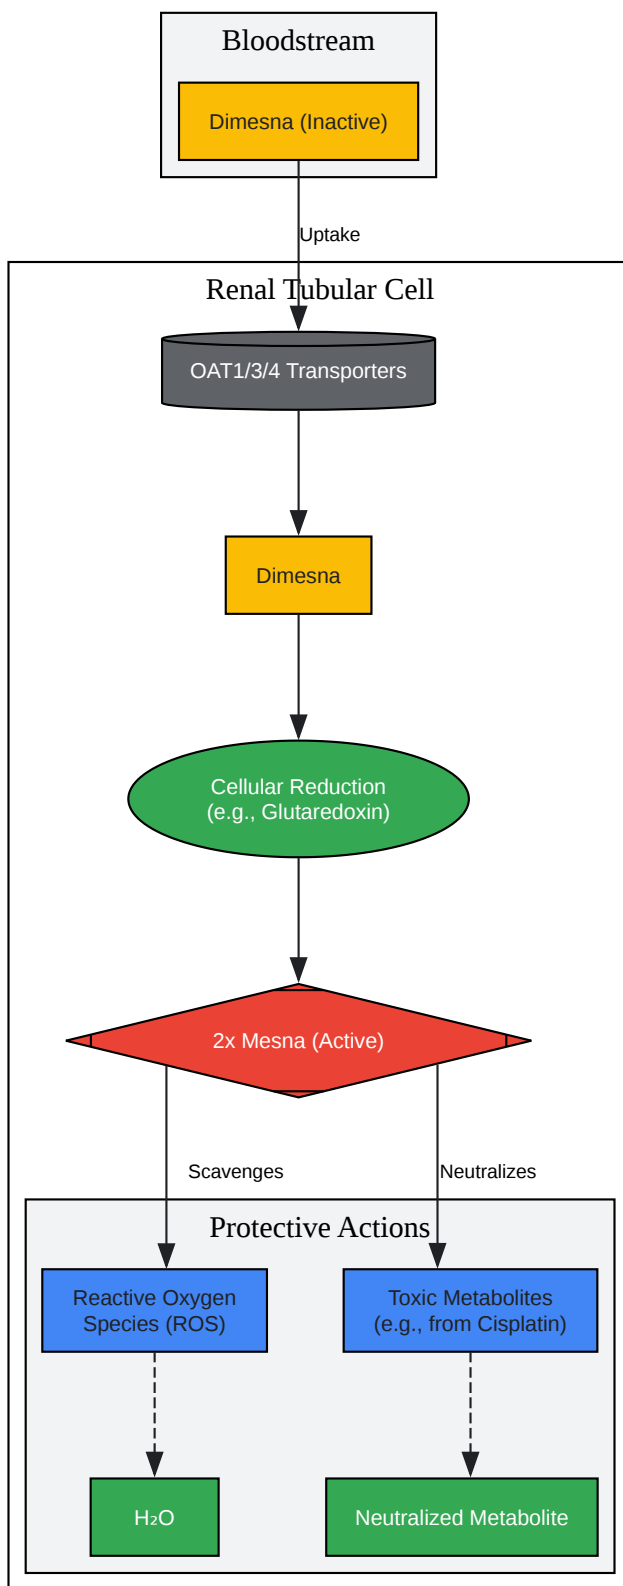 Bloodstream
Dimesna (Inactive)
Uptake
Renal Tubular Cell
OAT1/3/4 Transporters
Dimesna
Cellular Reduction
(e.g., Glutaredoxin)
2x Mesna (Active)
Scavenges
Neutralizes
Protective Actions
Reactive Oxygen
Species (ROS)
Toxic Metabolites
(e.g., from Cisplatin)
H₂O
Neutralized Metabolite